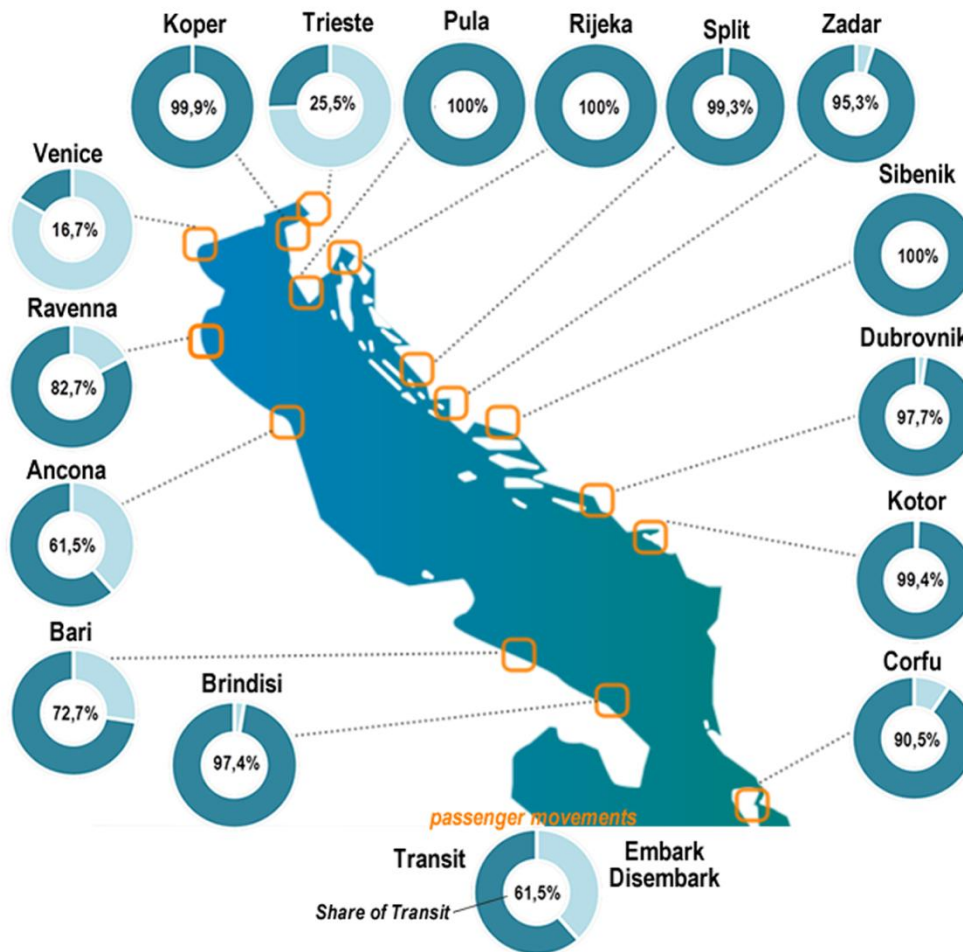 Koper
99,9%
Trieste
25,5%
Pula
100%
Rijeka
100%
Split
99,3%
Zadar
95,3%
Venice
16,7%
Sibenik
100%
Ravenna
82,7%
Dubrovnik
97,7%
Ancona
61,5%
Kotor
99,4%
Bari
72,7%
Brindisi
97,4%
Corfu
90,5%
passenger movements
Transit
61,5%
Embark
Disembark
Share of Transit